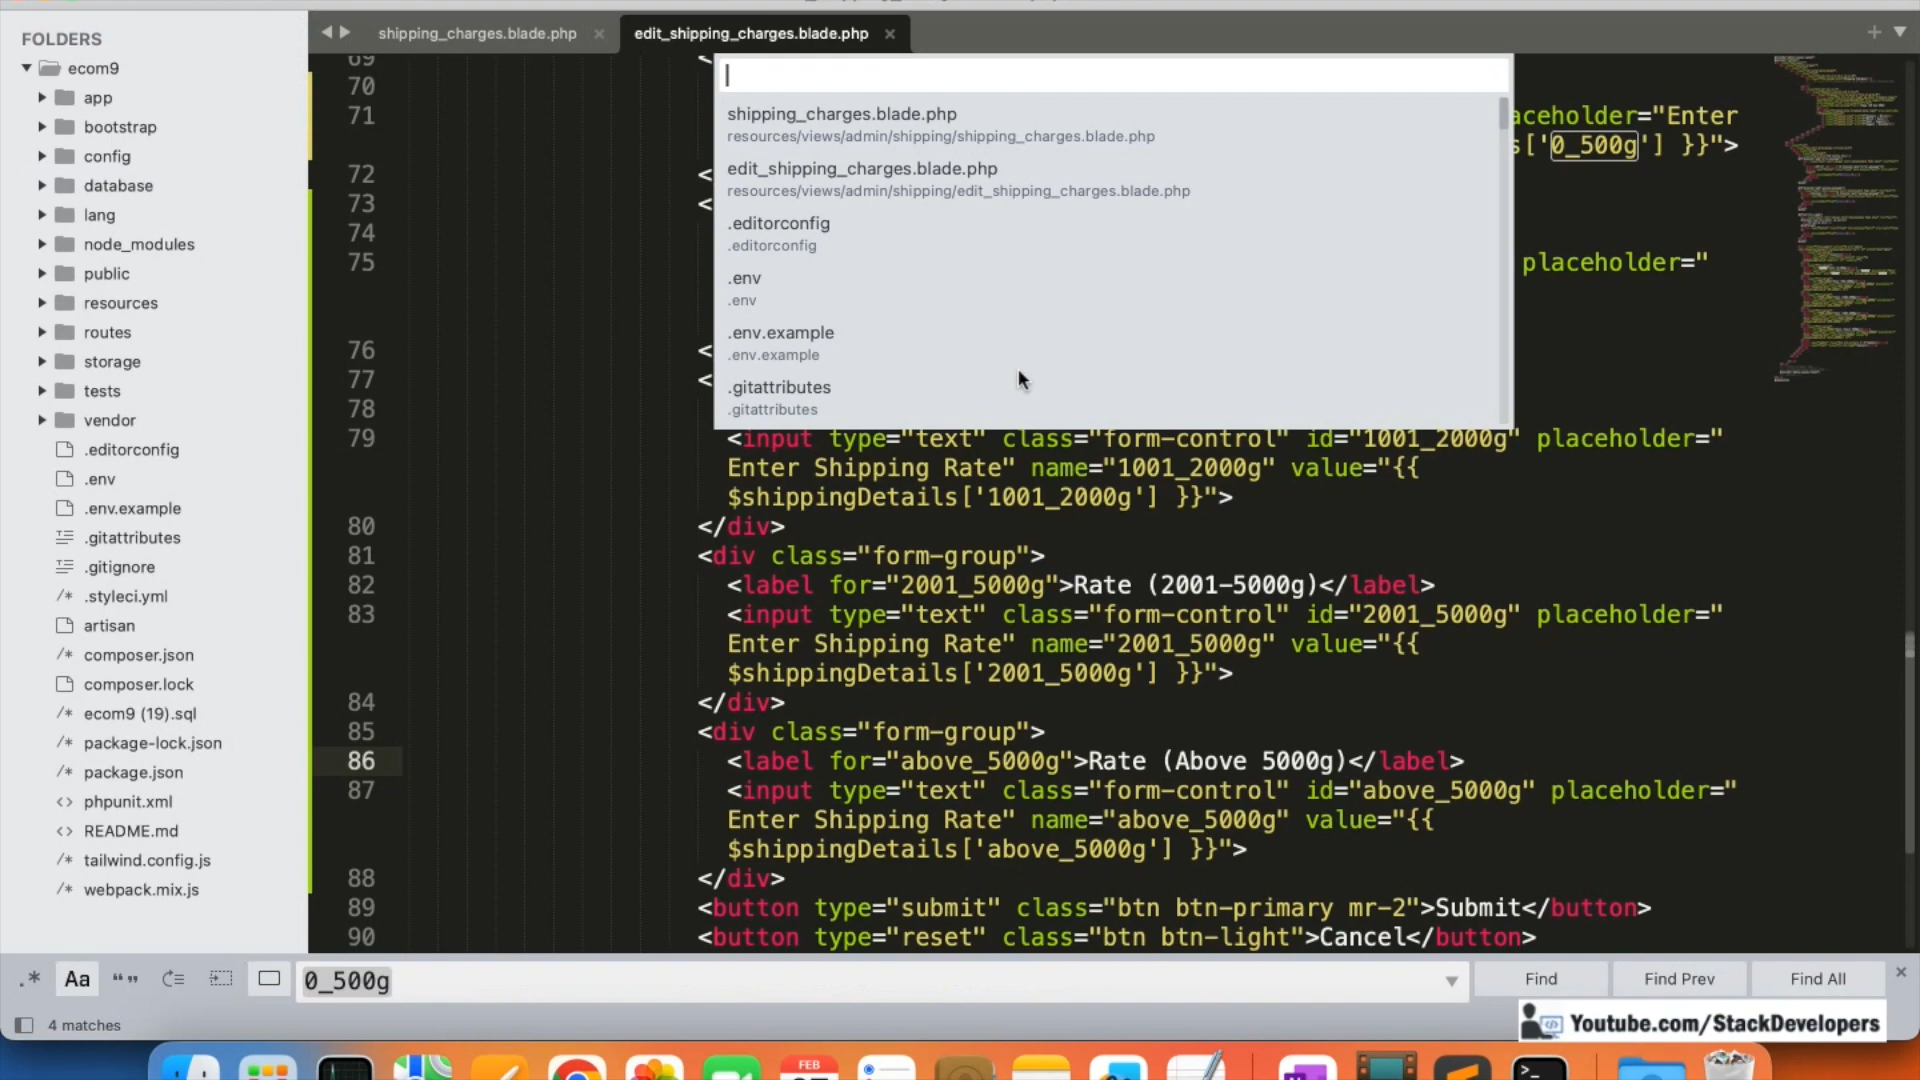 FOLDERS
ecom9
app
bootstrap
config
database
lang
node_modules
public
resources
routes
storage
tests
vendor
.editorconfig
.env
.env.example
.gitattributes
.gitignore
/* .styleci.yml
artisan
/* composer.json
composer.lock
/* ecom9 (19).sql
/* package-lock.json
/* package.json
<> phpunit.xml
<> README.md
/* tailwind.config.js
/* webpack.mix.js
shipping_charges.blade.php
edit_shipping_charges.blade.php
shipping_charges.blade.php
resources/views/admin/shipping/shipping_charges.blade.php
edit_shipping_charges.blade.php
resources/views/admin/shipping/edit_shipping_charges.blade.php
.editorconfig
.editorconfig
.env
.env
.env.example
.env.example
.gitattributes
.gitattributes
69 <
70
71 aceholder="Enter
s['0_500g'] }}">
72 <
73 <
74
75 placeholder="
76 <
77 <
78
79 <input type="text" class="form-control" id="1001_2000g" placeholder="
Enter Shipping Rate" name="1001_2000g" value="{{
$shippingDetails['1001_2000g'] }}">
80 </div>
81 <div class="form-group">
82 <label for="2001_5000g">Rate (2001-5000g)</label>
83 <input type="text" class="form-control" id="2001_5000g" placeholder="
Enter Shipping Rate" name="2001_5000g" value="{{
$shippingDetails['2001_5000g'] }}">
84 </div>
85 <div class="form-group">
86 <label for="above_5000g">Rate (Above 5000g)</label>
87 <input type="text" class="form-control" id="above_5000g" placeholder="
Enter Shipping Rate" name="above_5000g" value="{{
$shippingDetails['above_5000g'] }}">
88 </div>
89 <button type="submit" class="btn btn-primary mr-2">Submit</button>
90 <button type="reset" class="btn btn-light">Cancel</button>
.* Aa “” 0_500g Find Find Prev Find All
4 matches
Youtube.com/StackDevelopers
FEB